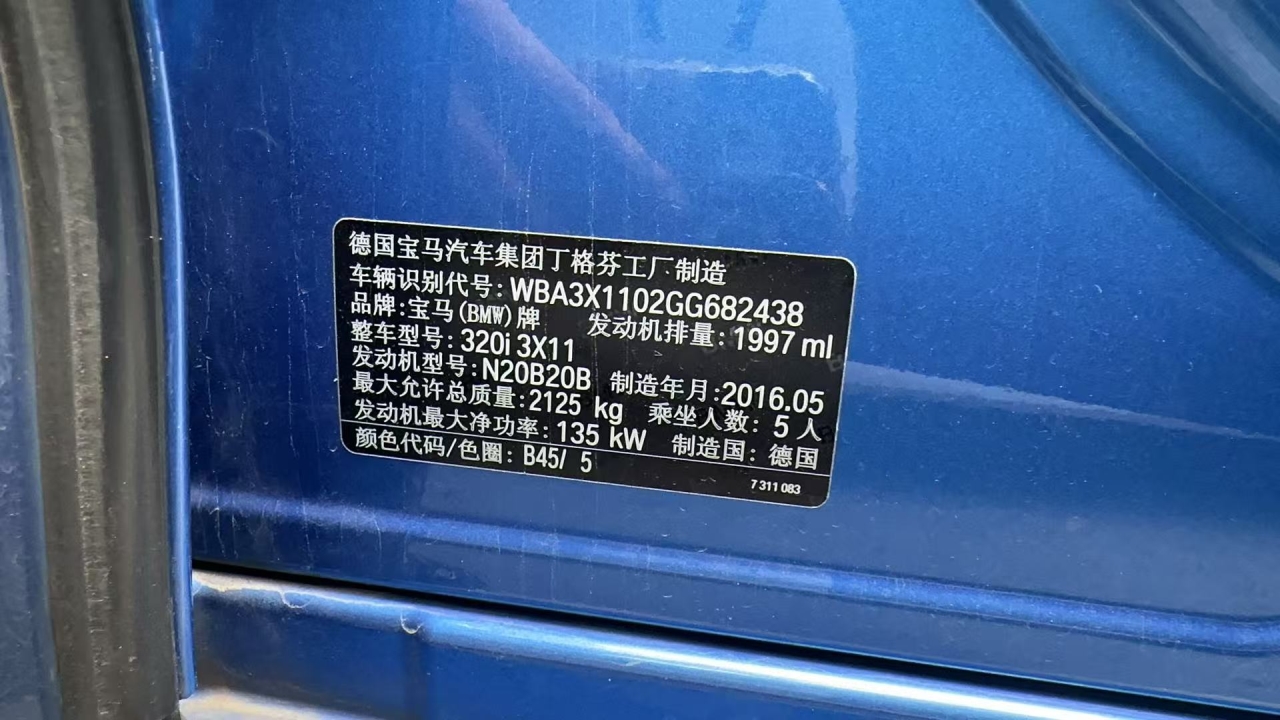 德国宝马汽车集团丁格芬工厂制造
车辆识别代号: WBA3X1102GG682438
品牌: 宝马(BMW)牌 发动机排量: 1997 ml
整车型号: 320i 3X11
发动机型号: N20B20B 制造年月: 2016.05
最大允许总质量: 2125 kg 乘坐人数: 5 人
发动机最大净功率: 135 kW 制造国: 德国
颜色代码/色圈: B45/ 5
7 311 083